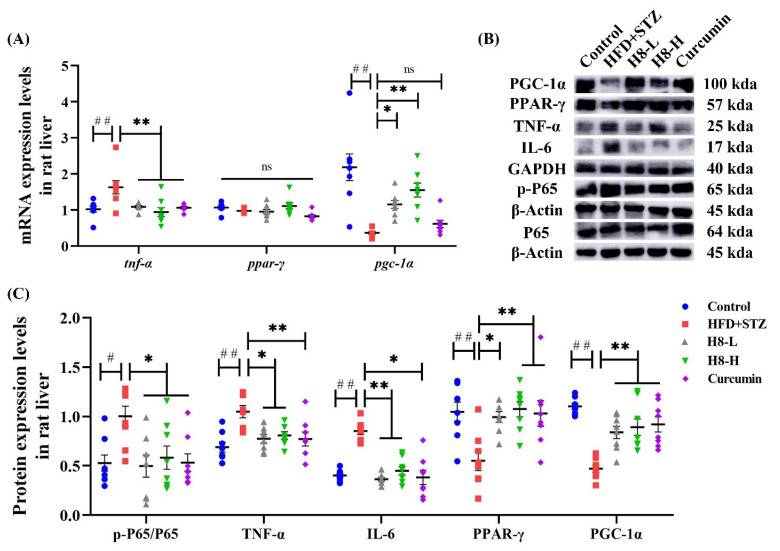 (A)
mRNA expression levels
in rat liver
5
4
3
2
1
0
# #
**
ns
# #
ns
**
*
tnf-α
ppar-γ
pgc-1α
(B)
Control
HFD+STZ
H8-L
H8-H
Curcumin
PGC-1α 100 kda
PPAR-γ 57 kda
TNF-α 25 kda
IL-6 17 kda
GAPDH 40 kda
p-P65 65 kda
β-Actin 45 kda
P65 64 kda
β-Actin 45 kda
(C)
Protein expression levels
in rat liver
2.0
1.5
1.0
0.5
0.0
#
*
# #
**
*
# #
*
**
# #
**
*
# #
**
p-P65/P65
TNF-α
IL-6
PPAR-γ
PGC-1α
Control
HFD+STZ
H8-L
H8-H
Curcumin